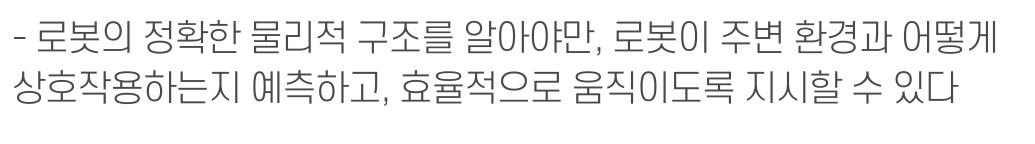 - 로봇의 정확한 물리적 구조를 알아야만, 로봇이 주변 환경과 어떻게
상호작용하는지 예측하고, 효율적으로 움직이도록 지시할 수 있다